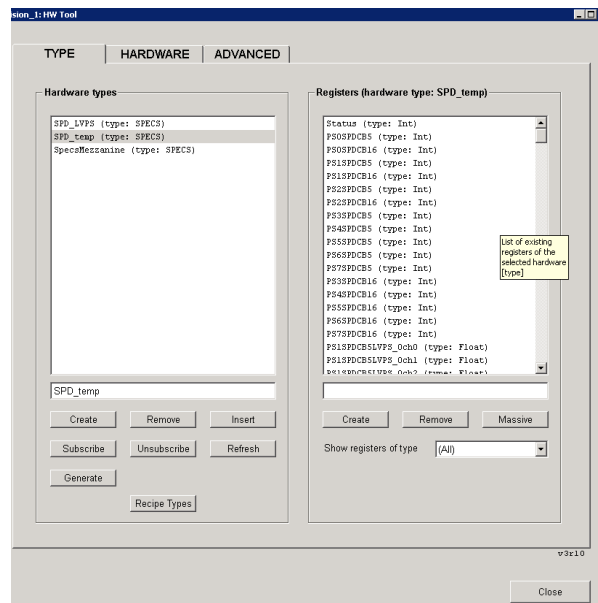 sion_1: HW Tool
TYPE
HARDWARE
ADVANCED
Hardware types
SPD_LVPS (type: SPECS)
SPD_temp (type: SPECS)
SpecsMezzanine (type: SPECS)
SPD_temp
Create
Remove
Insert
Subscribe
Unsubscribe
Refresh
Generate
Recipe Types
Registers (hardware type: SPD_temp)
Status (type: Int)
PS0SPDCB5 (type: Int)
PS0SPDCB16 (type: Int)
PS1SPDCB5 (type: Int)
PS1SPDCB16 (type: Int)
PS2SPDCB5 (type: Int)
PS2SPDCB16 (type: Int)
PS3SPDCB5 (type: Int)
PS4SPDCB5 (type: Int)
PS5SPDCB5 (type: Int)
PS6SPDCB5 (type: Int)
PS7SPDCB5 (type: Int)
PS3SPDCB16 (type: Int)
PS4SPDCB16 (type: Int)
PS5SPDCB16 (type: Int)
PS6SPDCB16 (type: Int)
PS7SPDCB16 (type: Int)
PS1SPDCB5LVPS_0ch0 (type: Float)
PS1SPDCB5LVPS_0ch1 (type: Float)
PS1SPDCB5LVPS_0ch2 (type: Float)
List of existing
registers of the
selected hardware
[type]
Create
Remove
Massive
Show registers of type
(All)
v3r10
Close